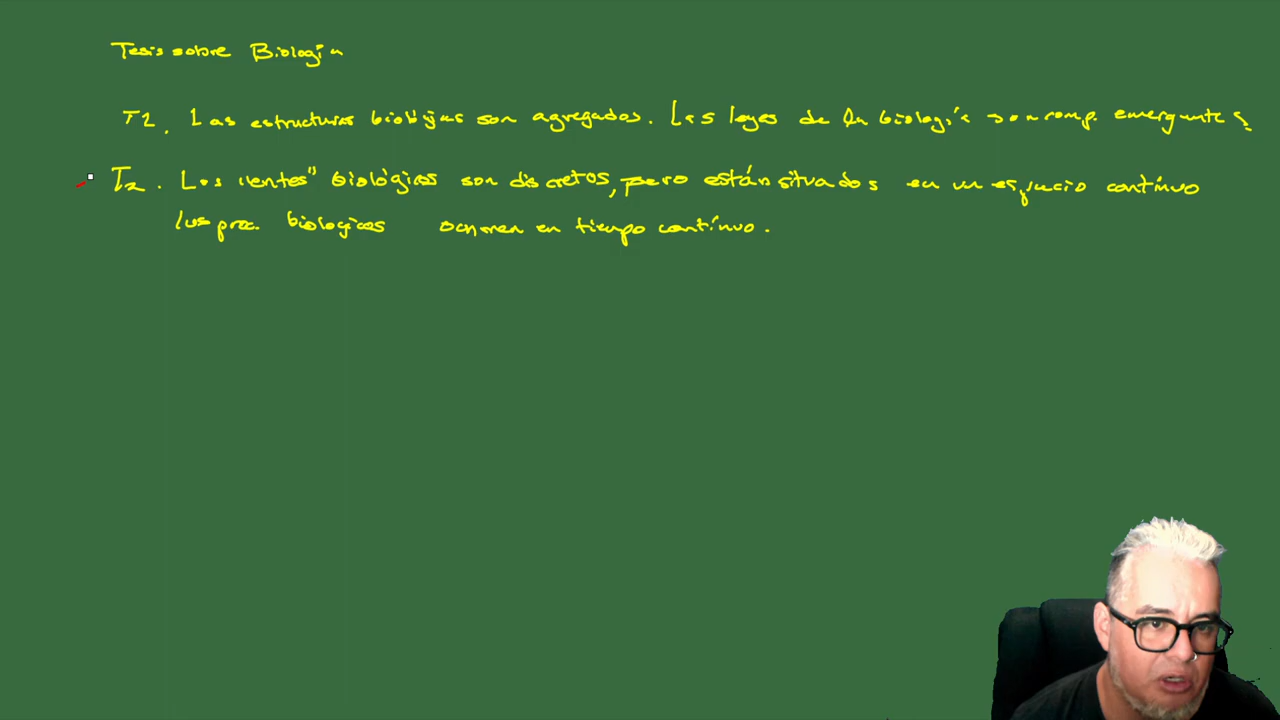 Tesis sobre Biología
T1. Las estructuras biológicas son agregados. Las leyes de la biología son comp. emergentes
T2. Los "entes" biológicos son discretos, pero están situados en un espacio continuo
los proc. biologicos ocurren en tiempo continuo.